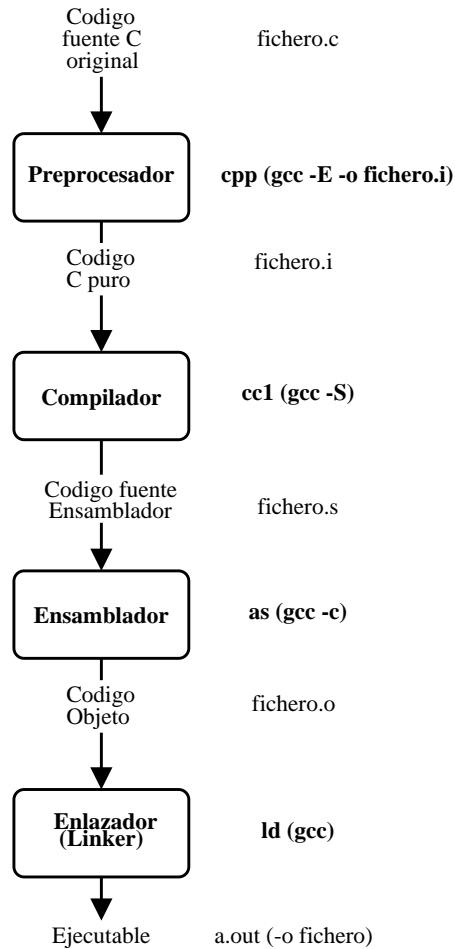 Codigo
fuente C
original
fichero.c
Preprocesador
cpp (gcc -E -o fichero.i)
Codigo
C puro
fichero.i
Compilador
cc1 (gcc -S)
Codigo fuente
Ensamblador
fichero.s
Ensamblador
as (gcc -c)
Codigo
Objeto
fichero.o
Enlazador
(Linker)
ld (gcc)
Ejecutable
a.out (-o fichero)